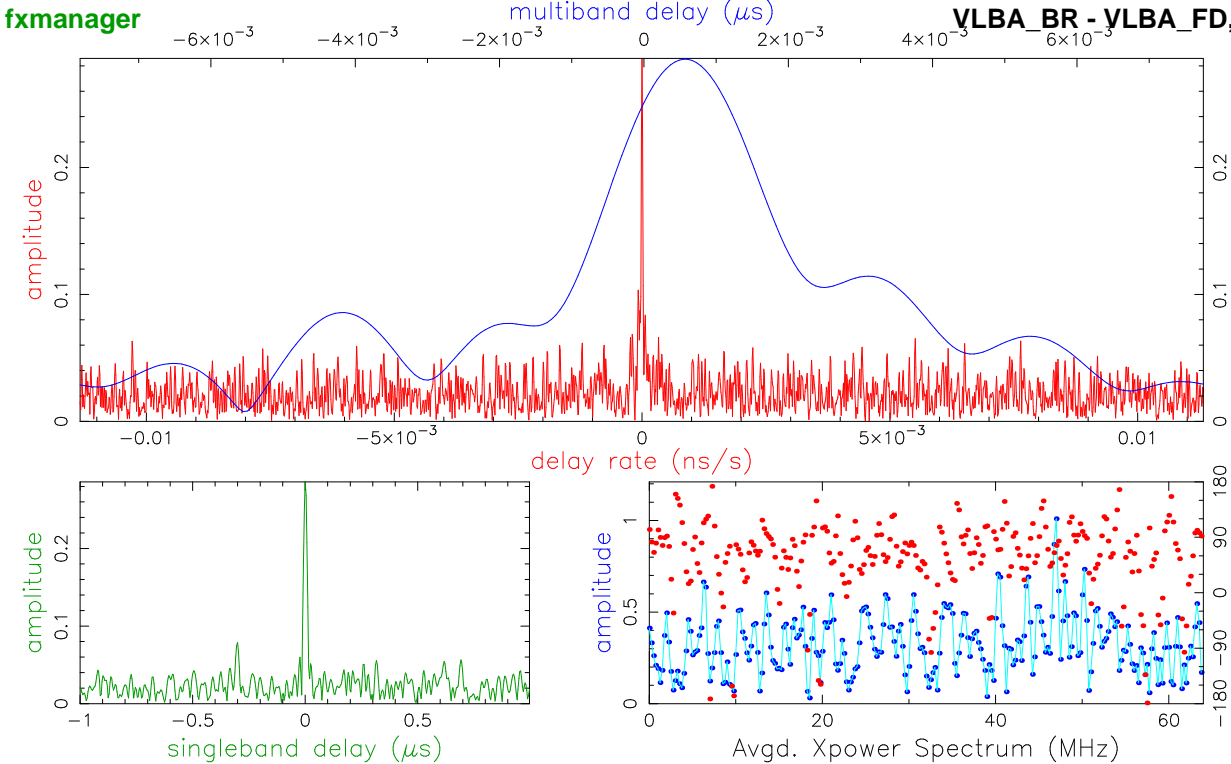 fxmanager
multiband delay (μs)
VLBA_BR - VLBA_FD,
−6×10⁻³ −4×10⁻³ −2×10⁻³ 0 2×10⁻³ 4×10⁻³ 6×10⁻³
amplitude
0 0.1 0.2
0 0.1 0.2
−0.01 −5×10⁻³ 0 5×10⁻³ 0.01
delay rate (ns/s)
amplitude
0 0.1 0.2
−1 −0.5 0 0.5
singleband delay (μs)
amplitude
0 0.5 1
−180 −90 0 90 180
0 20 40 60
Avgd. Xpower Spectrum (MHz)